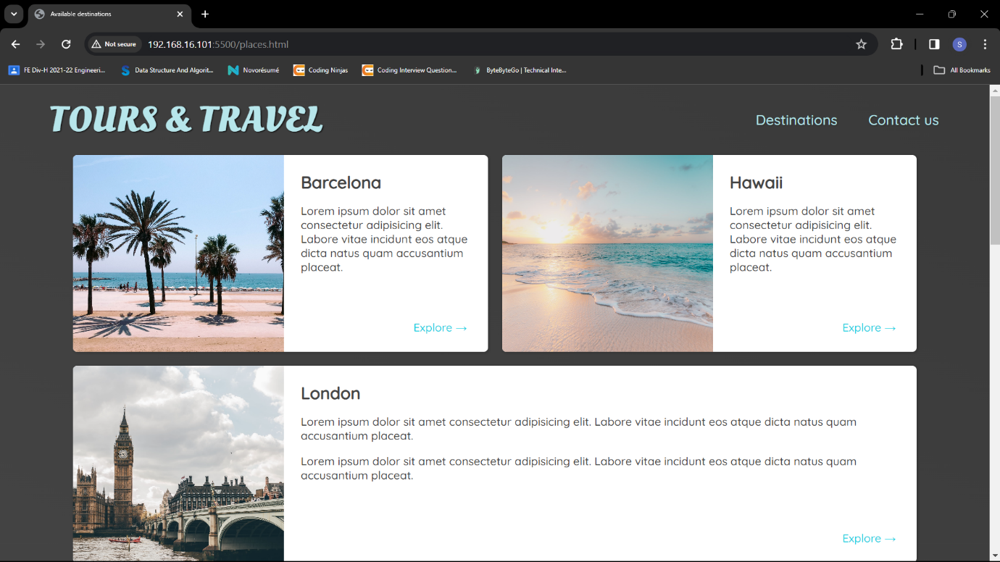 Available destinations
Not secure
192.168.16.101:5500/places.html
S
FE Div-H 2021-22 Engineeri...
Data Structure And Algorit...
Novorésumé
Coding Ninjas
Coding Interview Question...
ByteByteGo | Technical Inte...
All Bookmarks
TOURS & TRAVEL
Destinations
Contact us
Barcelona
Lorem ipsum dolor sit amet
consectetur adipisicing elit.
Labore vitae incidunt eos atque
dicta natus quam accusantium
placeat.
Explore →
Hawaii
Lorem ipsum dolor sit amet
consectetur adipisicing elit.
Labore vitae incidunt eos atque
dicta natus quam accusantium
placeat.
Explore →
London
Lorem ipsum dolor sit amet consectetur adipisicing elit. Labore vitae incidunt eos atque dicta natus quam
accusantium placeat.
Lorem ipsum dolor sit amet consectetur adipisicing elit. Labore vitae incidunt eos atque dicta natus quam
accusantium placeat.
Explore →